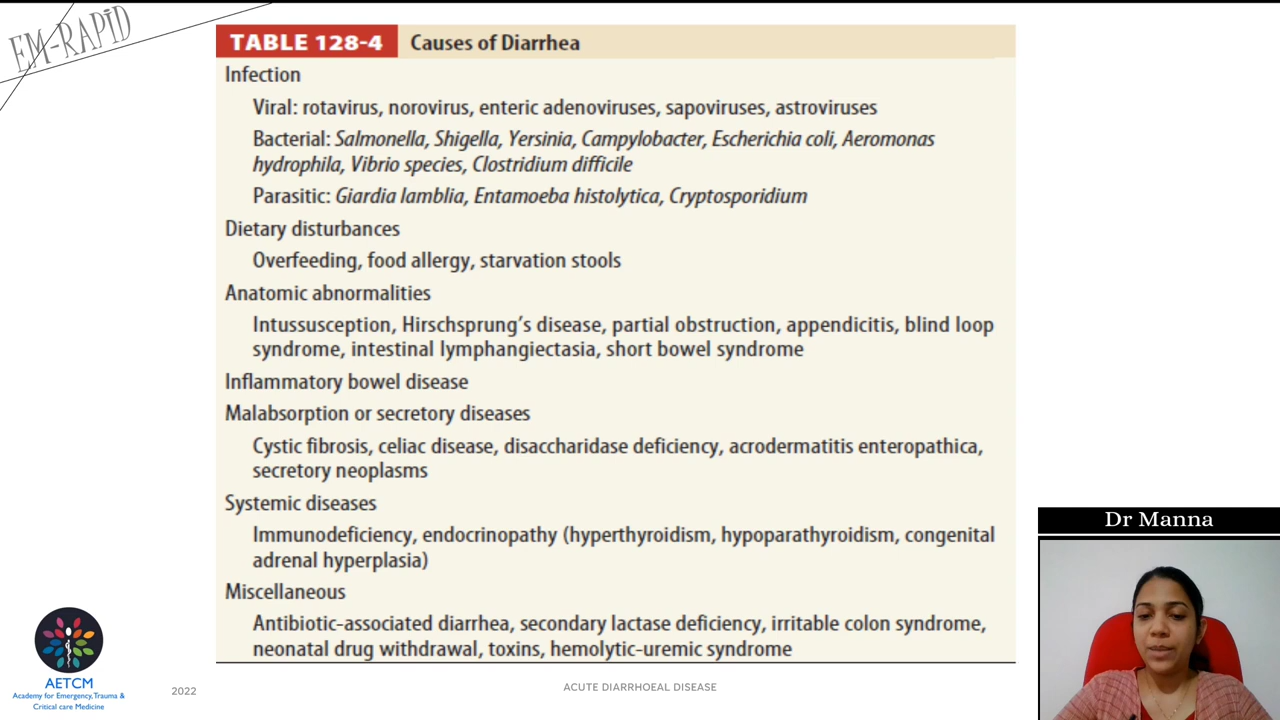 EM-RAPiD
TABLE 128-4 Causes of Diarrhea
Infection
Viral: rotavirus, norovirus, enteric adenoviruses, sapoviruses, astroviruses
Bacterial: Salmonella, Shigella, Yersinia, Campylobacter, Escherichia coli, Aeromonas
hydrophila, Vibrio species, Clostridium difficile
Parasitic: Giardia lamblia, Entamoeba histolytica, Cryptosporidium
Dietary disturbances
Overfeeding, food allergy, starvation stools
Anatomic abnormalities
Intussusception, Hirschsprung's disease, partial obstruction, appendicitis, blind loop
syndrome, intestinal lymphangiectasia, short bowel syndrome
Inflammatory bowel disease
Malabsorption or secretory diseases
Cystic fibrosis, celiac disease, disaccharidase deficiency, acrodermatitis enteropathica,
secretory neoplasms
Systemic diseases
Immunodeficiency, endocrinopathy (hyperthyroidism, hypoparathyroidism, congenital
adrenal hyperplasia)
Miscellaneous
Antibiotic-associated diarrhea, secondary lactase deficiency, irritable colon syndrome,
neonatal drug withdrawal, toxins, hemolytic-uremic syndrome
Dr Manna
AETCM
Academy for Emergency, Trauma &
Critical care Medicine
2022
ACUTE DIARRHOEAL DISEASE